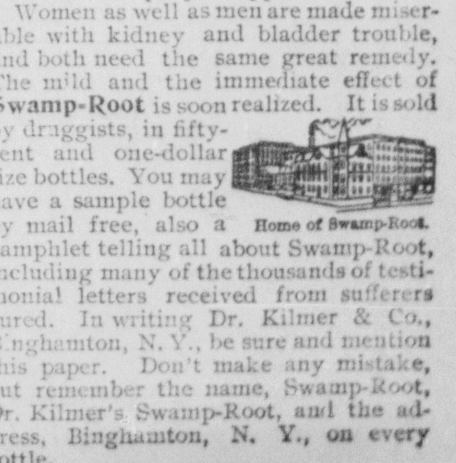 Women as well as men are made miser-
ble with kidney and bladder trouble,
nd both need the same great remedy.
The mild and the immediate effect of
Swamp-Root is soon realized. It is sold
y druggists, in fifty-
ent and one-dollar
ize bottles. You may
ave a sample bottle
y mail free, also a
Home of Swamp-Root.
amphlet telling all about Swamp-Root,
ncluding many of the thousands of testi-
monial letters received from sufferers
ured. In writing Dr. Kilmer & Co.,
Binghamton, N. Y., be sure and mention
his paper. Don't make any mistake,
ut remember the name, Swamp-Root,
Dr. Kilmer's Swamp-Root, and the ad-
ress, Binghamton, N. Y., on every
ottle.